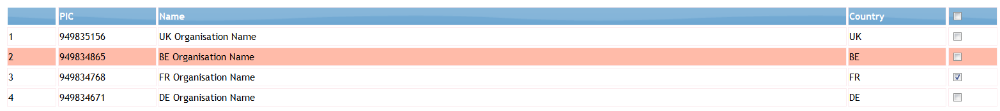 PIC Name Country
1 949835156 UK Organisation Name UK
2 949834865 BE Organisation Name BE
3 949834768 FR Organisation Name FR
4 949834671 DE Organisation Name DE